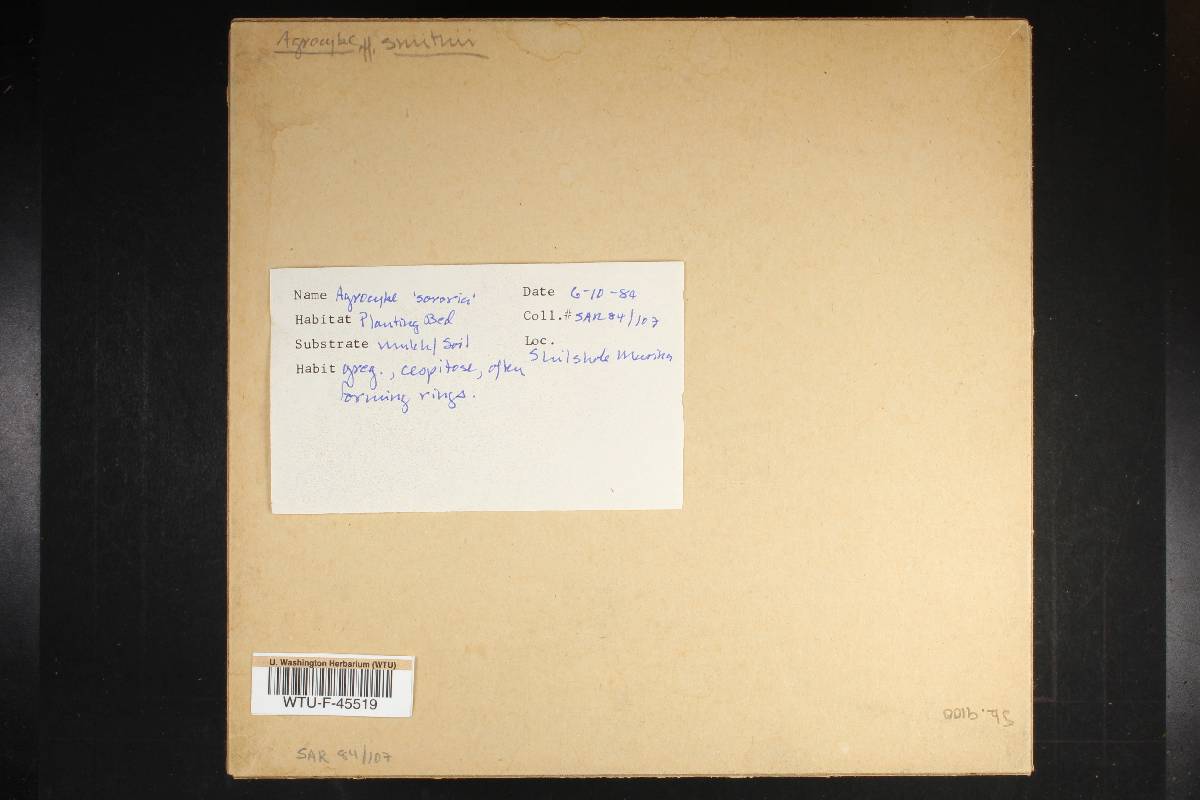 Agrocybe aff. smithii
Name Agrocybe 'sororia'
Habitat Planting Bed
Substrate mulch/Soil
Habit greg., cespitose, often
forming rings.
Date 6-10-84
Coll.# SAR 84/107
Loc.
Shilshole Marina
U. Washington Herbarium (WTU)
WTU-F-45519
SAR 84/107